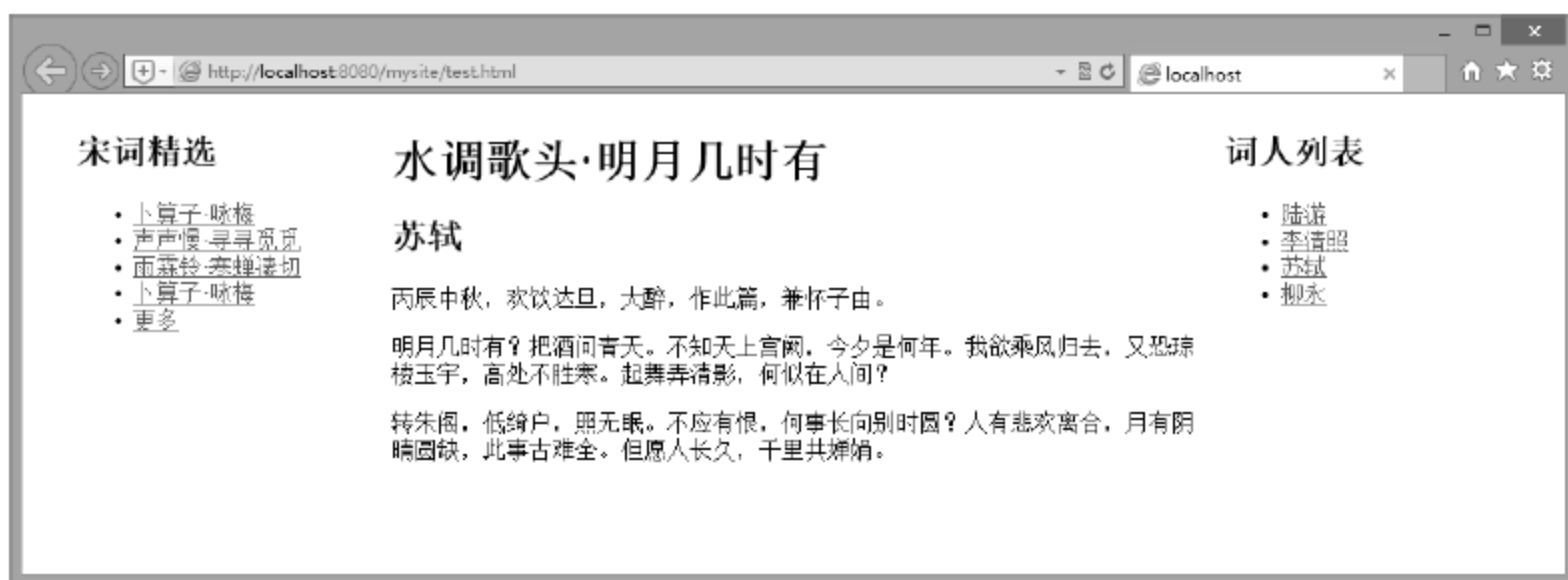 http://localhost:8080/mysite/test.html
localhost
宋词精选
卜算子·咏梅
声声慢·寻寻觅觅
雨霖铃·寒蝉凄切
卜算子·咏梅
更多
水调歌头·明月几时有
苏轼
丙辰中秋，欢饮达旦，大醉，作此篇，兼怀子由。
明月几时有？把酒问青天。不知天上宫阙，今夕是何年。我欲乘风归去，又恐琼
楼玉宇，高处不胜寒。起舞弄清影，何似在人间？
转朱阁，低绮户，照无眠。不应有恨，何事长向别时圆？人有悲欢离合，月有阴
晴圆缺，此事古难全。但愿人长久，千里共婵娟。
词人列表
陆游
李清照
苏轼
柳永